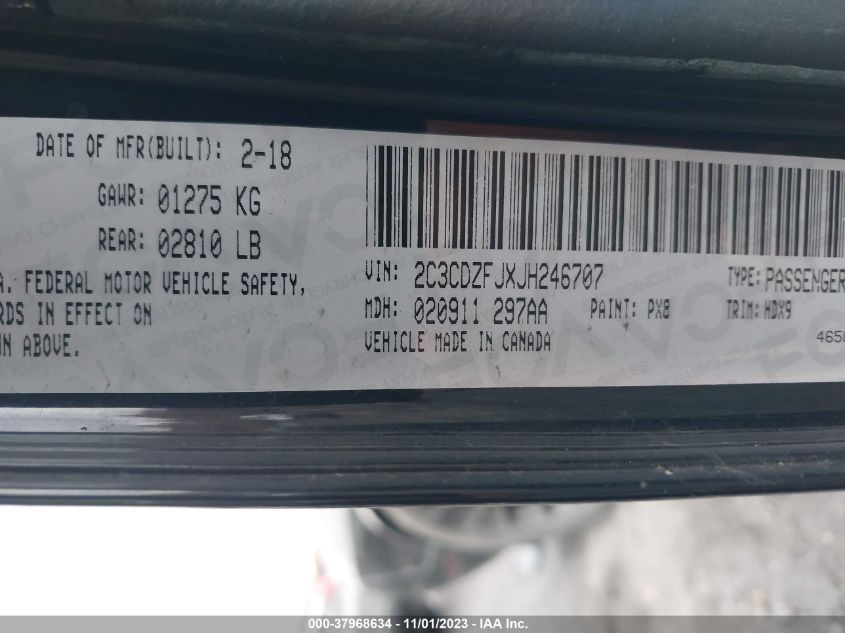 DATE OF MFR(BUILT): 2-18
GAWR: 01275 KG
REAR: 02810 LB
A. FEDERAL MOTOR VEHICLE SAFETY,
RDS IN EFFECT ON
WN ABOVE.
VIN: 2C3CDZFJXJH246707 TYPE: PASSENGER
MDH: 020911 297AA PAINT: PX8 TRIM: HDX9
VEHICLE MADE IN CANADA
4658
000-37968634 - 11/01/2023 - IAA Inc.